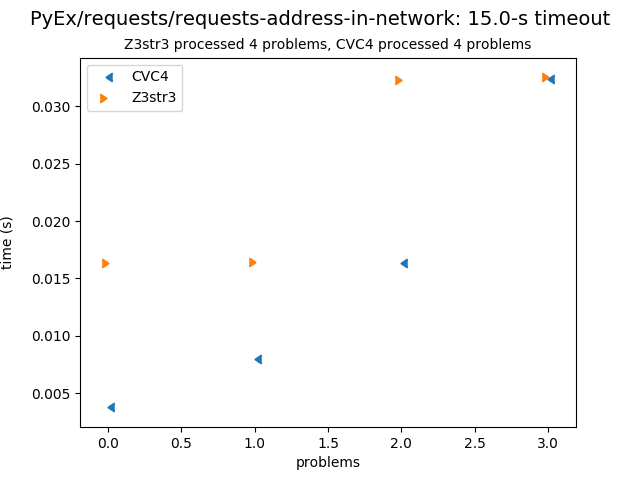 PyEx/requests/requests-address-in-network: 15.0-s timeout
Z3str3 processed 4 problems, CVC4 processed 4 problems
CVC4
Z3str3
0.030
0.025
0.020
0.015
0.010
0.005
time (s)
0.0 0.5 1.0 1.5 2.0 2.5 3.0
problems